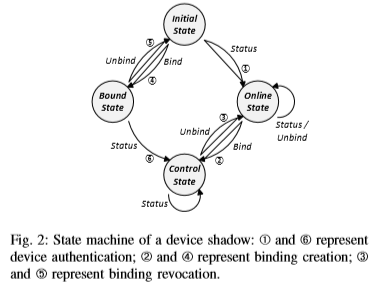 Initial
State
⑤
Unbind
Bind
④
Status
①
Bound
State
Online
State
③
Unbind
Bind
②
Status /
Unbind
Status
⑥
Control
State
Status
Fig. 2: State machine of a device shadow: ① and ⑥ represent
device authentication; ② and ④ represent binding creation; ③
and ⑤ represent binding revocation.